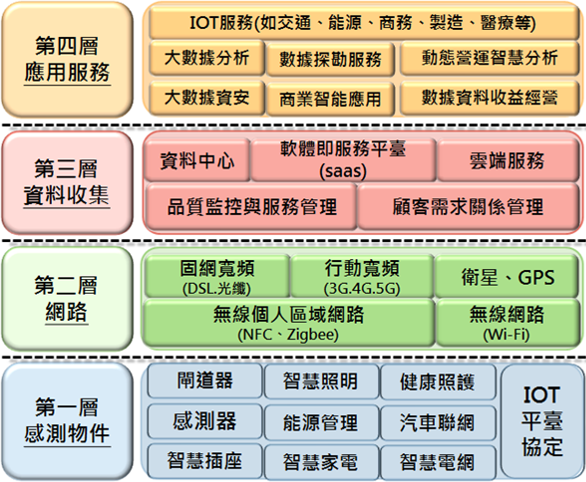 第四層
應用服務
IOT服務(如交通、能源、商務、製造、醫療等)
大數據分析
數據探勘服務
動態營運智慧分析
大數據資安
商業智能應用
數據資料收益經營
第三層
資料收集
資料中心
軟體即服務平臺
(saas)
雲端服務
品質監控與服務管理
顧客需求關係管理
第二層
網路
固網寬頻
(DSL.光纖)
行動寬頻
(3G.4G.5G)
衛星、GPS
無線個人區域網路
(NFC、Zigbee)
無線網路
(Wi-Fi)
第一層
感測物件
閘道器
智慧照明
健康照護
感測器
能源管理
汽車聯網
智慧插座
智慧家電
智慧電網
IOT
平臺
協定